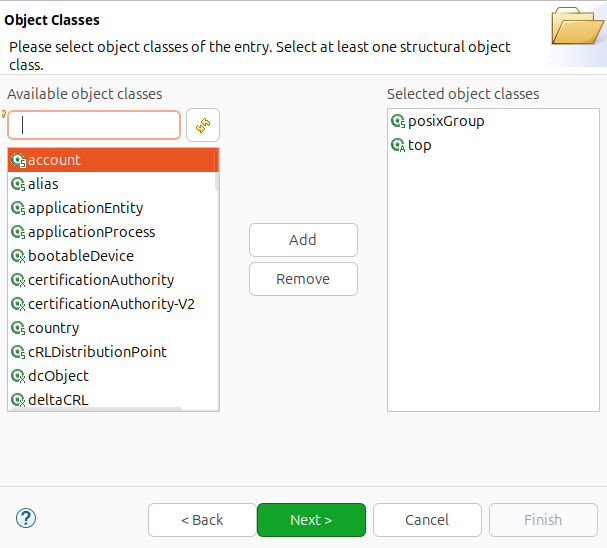 Object Classes
Please select object classes of the entry. Select at least one structural object
class.
Available object classes
Selected object classes
account
alias
applicationEntity
applicationProcess
bootableDevice
certificationAuthority
certificationAuthority-V2
country
cRLDistributionPoint
dcObject
deltaCRL
Add
Remove
posixGroup
top
?
< Back
Next >
Cancel
Finish